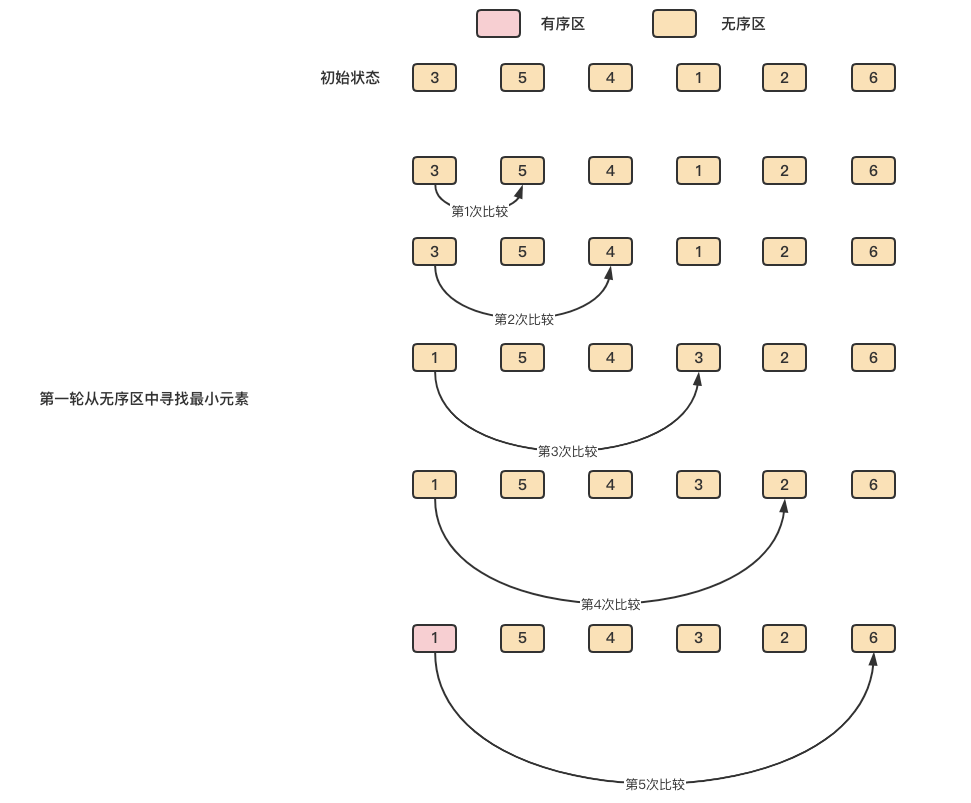 有序区 无序区
初始状态 3 5 4 1 2 6
3 5 4 1 2 6
第1次比较
3 5 4 1 2 6
第2次比较
1 5 4 3 2 6
第一轮从无序区中寻找最小元素
第3次比较
1 5 4 3 2 6
第4次比较
1 5 4 3 2 6
第5次比较